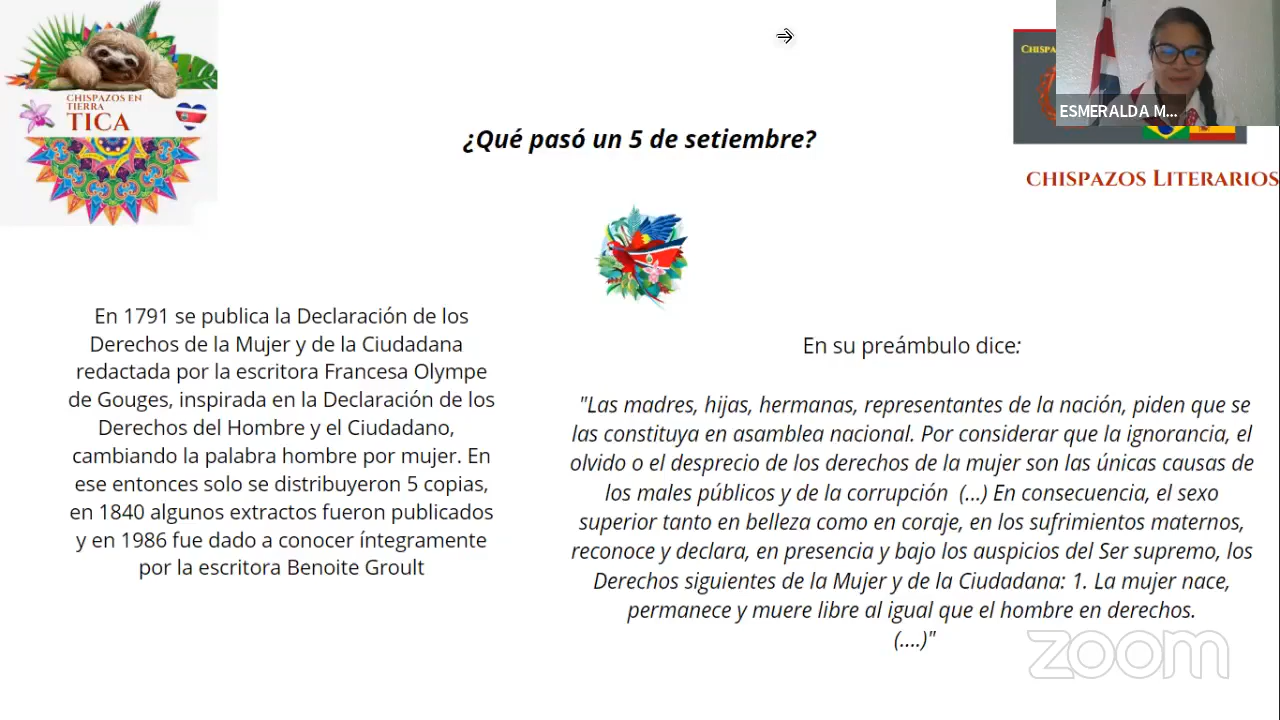 CHISPAZOS EN
TIERRA
TICA
¿Qué pasó un 5 de setiembre?
ESMERALDA M...
CHISPAZOS LITERARIOS
En 1791 se publica la Declaración de los
Derechos de la Mujer y de la Ciudadana
redactada por la escritora Francesa Olympe
de Gouges, inspirada en la Declaración de los
Derechos del Hombre y el Ciudadano,
cambiando la palabra hombre por mujer. En
ese entonces solo se distribuyeron 5 copias,
en 1840 algunos extractos fueron publicados
y en 1986 fue dado a conocer íntegramente
por la escritora Benoite Groult
En su preámbulo dice:
"Las madres, hijas, hermanas, representantes de la nación, piden que se
las constituya en asamblea nacional. Por considerar que la ignorancia, el
olvido o el desprecio de los derechos de la mujer son las únicas causas de
los males públicos y de la corrupción (...) En consecuencia, el sexo
superior tanto en belleza como en coraje, en los sufrimientos maternos,
reconoce y declara, en presencia y bajo los auspicios del Ser supremo, los
Derechos siguientes de la Mujer y de la Ciudadana: 1. La mujer nace,
permanece y muere libre al igual que el hombre en derechos.
(....)"
zoom